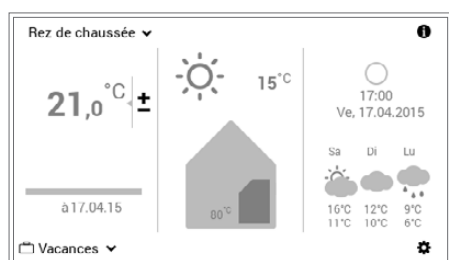 Rez de chaussée
21,0 °C ±
à 17.04.15
Vacances
15°C
80°C
17:00
Ve, 17.04.2015
Sa Di Lu
16°C 12°C 9°C
11°C 10°C 6°C